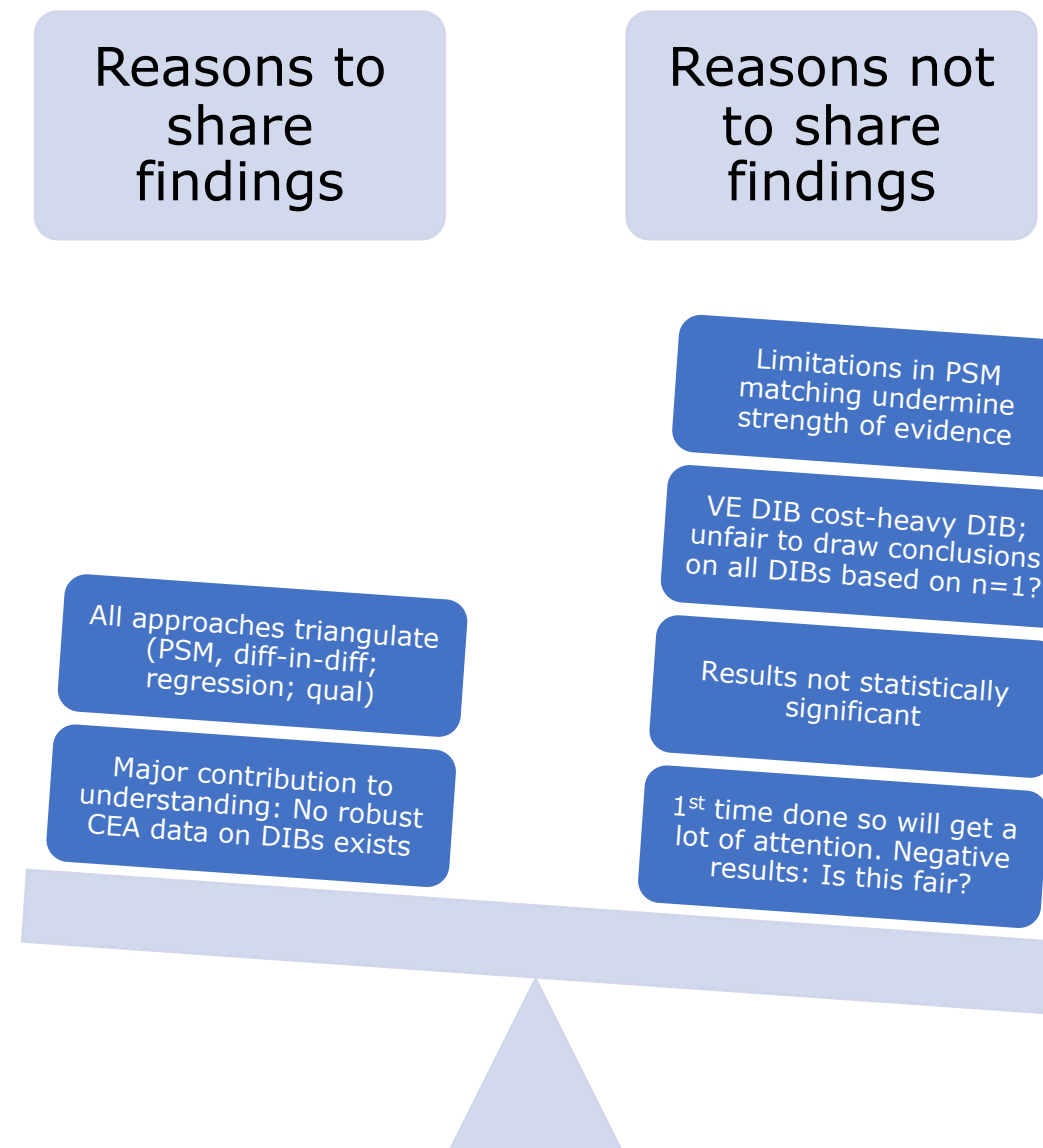 Reasons to
share
findings
Reasons not
to share
findings
All approaches triangulate
(PSM, diff-in-diff;
regression; qual)
Major contribution to
understanding: No robust
CEA data on DIBs exists
Limitations in PSM
matching undermine
strength of evidence
VE DIB cost-heavy DIB;
unfair to draw conclusions
on all DIBs based on n=1?
Results not statistically
significant
1st time done so will get a
lot of attention. Negative
results: Is this fair?